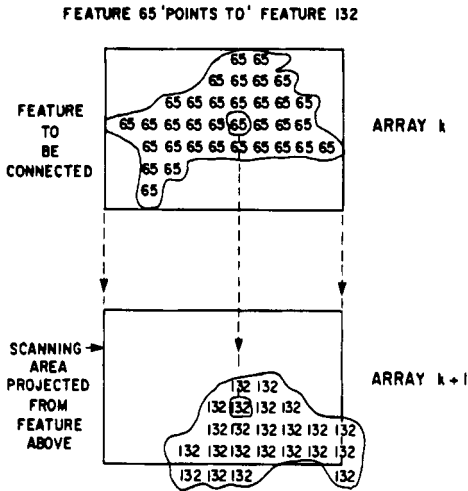 FEATURE 65 'POINTS TO' FEATURE 132
FEATURE
TO
BE
CONNECTED
65 65
65 65 65 65
65 65 65 65 65 65 65
65 65 65 65 65 65 65 65 65
65 65 65 65 65 65 65 65 65
65 65
65
ARRAY k
SCANNING
AREA
PROJECTED
FROM
FEATURE
ABOVE
132 132
132 132 132 132
132 132 132 132 132 132
132 132 132 132 132 132 132
132 132 132 132
ARRAY k + 1